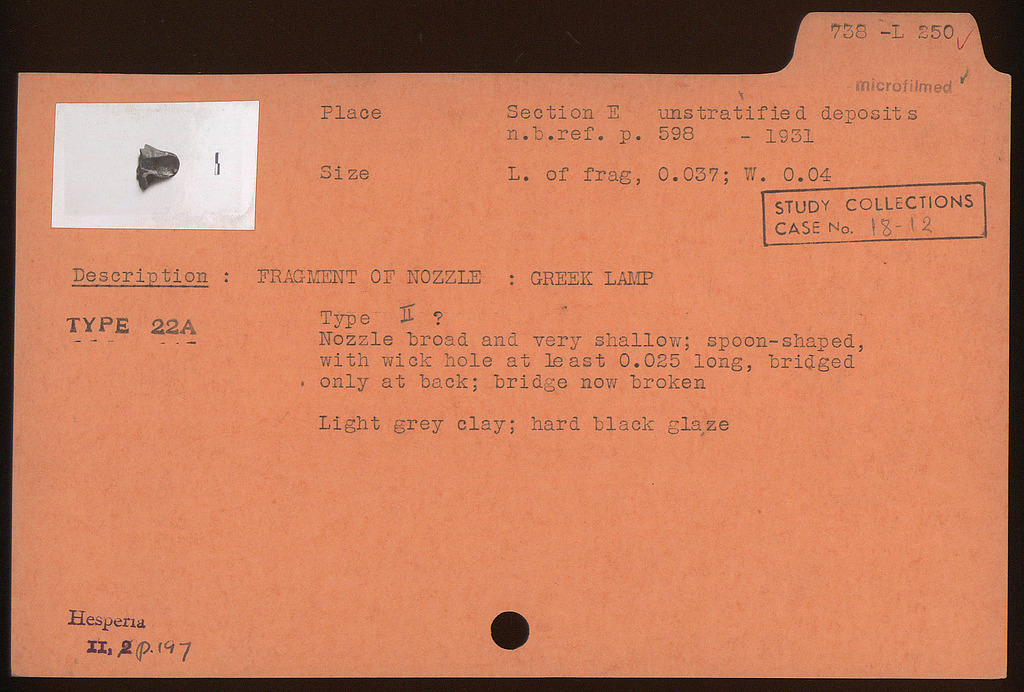 738 -L 250
microfilmed
Place Section E unstratified deposits
n.b.ref. p. 598 - 1931
Size L. of frag, 0.037; W. 0.04
STUDY COLLECTIONS
CASE No. 18-12
Description : FRAGMENT OF NOZZLE : GREEK LAMP
TYPE 22A
Type II ?
Nozzle broad and very shallow; spoon-shaped,
with wick hole at least 0.025 long, bridged
only at back; bridge now broken
Light grey clay; hard black glaze
Hesperia
II, 2 p.197